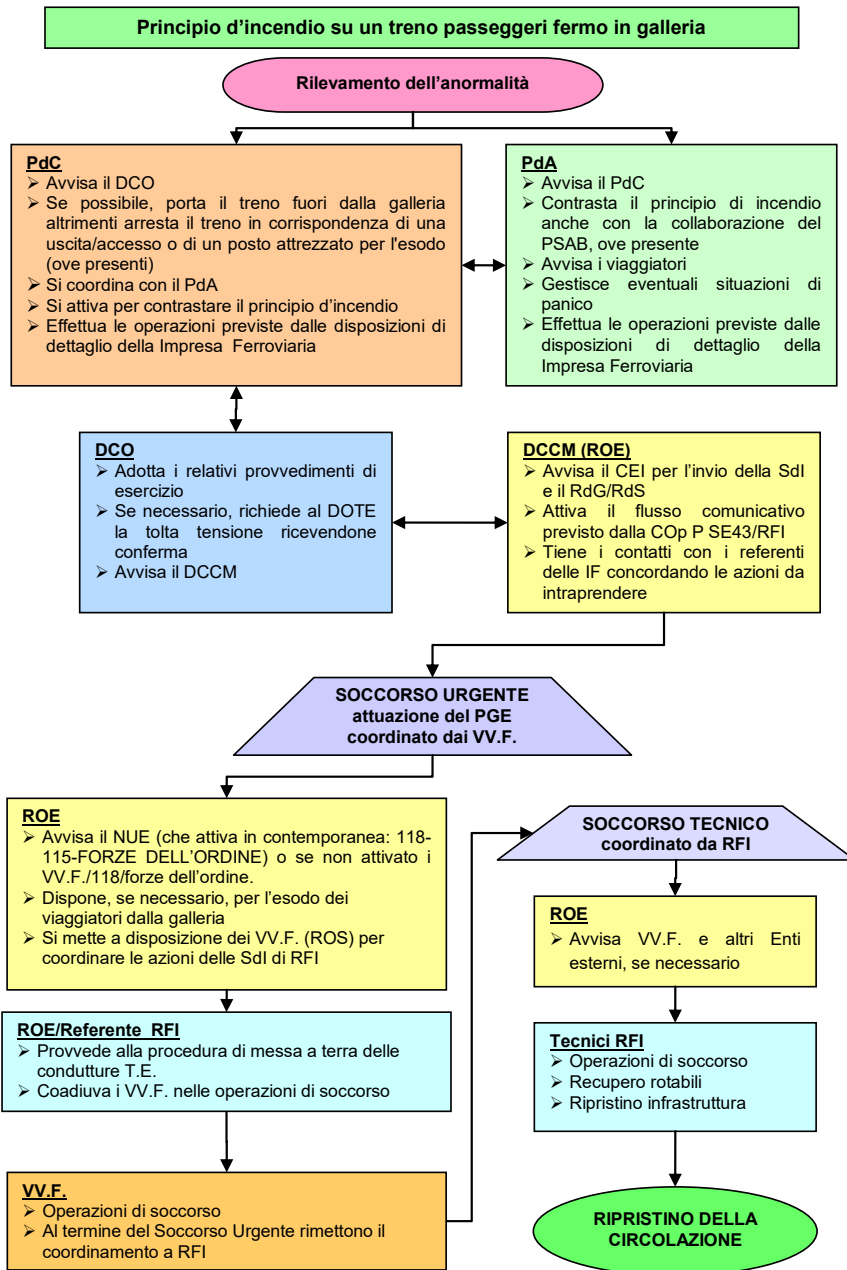 Principio d'incendio su un treno passeggeri fermo in galleria
Rilevamento dell'anormalità
PdC
➢ Avvisa il DCO
➢ Se possibile, porta il treno fuori dalla galleria
altrimenti arresta il treno in corrispondenza di una
uscita/accesso o di un posto attrezzato per l'esodo
(ove presenti)
➢ Si coordina con il PdA
➢ Si attiva per contrastare il principio d'incendio
➢ Effettua le operazioni previste dalle disposizioni di
dettaglio della Impresa Ferroviaria
PdA
➢ Avvisa il PdC
➢ Contrasta il principio di incendio
anche con la collaborazione del
PSAB, ove presente
➢ Avvisa i viaggiatori
➢ Gestisce eventuali situazioni di
panico
➢ Effettua le operazioni previste dalle
disposizioni di dettaglio della
Impresa Ferroviaria
DCO
➢ Adotta i relativi provvedimenti di
esercizio
➢ Se necessario, richiede al DOTE
la tolta tensione ricevendone
conferma
➢ Avvisa il DCCM
DCCM (ROE)
➢ Avvisa il CEI per l'invio della SdI
e il RdG/RdS
➢ Attiva il flusso comunicativo
previsto dalla COp P SE43/RFI
➢ Tiene i contatti con i referenti
delle IF concordando le azioni da
intraprendere
SOCCORSO URGENTE
attuazione del PGE
coordinato dai VV.F.
ROE
➢ Avvisa il NUE (che attiva in contemporanea: 118-
115-FORZE DELL'ORDINE) o se non attivato i
VV.F./118/forze dell'ordine.
➢ Dispone, se necessario, per l'esodo dei
viaggiatori dalla galleria
➢ Si mette a disposizione dei VV.F. (ROS) per
coordinare le azioni delle SdI di RFI
ROE/Referente RFI
➢ Provvede alla procedura di messa a terra delle
condutture T.E.
➢ Coadiuva i VV.F. nelle operazioni di soccorso
VV.F.
➢ Operazioni di soccorso
➢ Al termine del Soccorso Urgente rimettono il
coordinamento a RFI
SOCCORSO TECNICO
coordinato da RFI
ROE
➢ Avvisa VV.F. e altri Enti
esterni, se necessario
Tecnici RFI
➢ Operazioni di soccorso
➢ Recupero rotabili
➢ Ripristino infrastruttura
RIPRISTINO DELLA
CIRCOLAZIONE